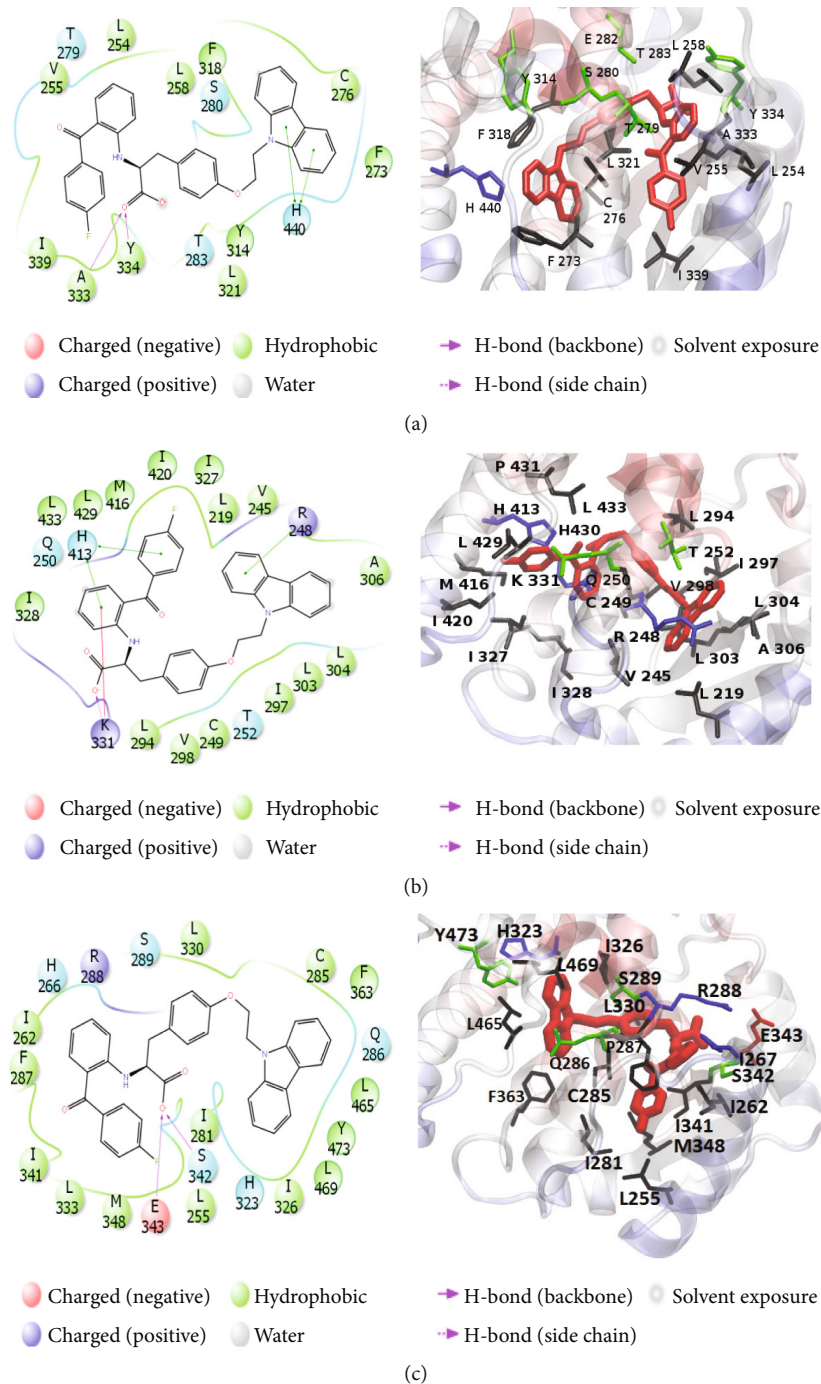 L 254
T 279
V 255
L 258
F 318
S 280
C 276
F 273
O
HN
O
N
F
O
OH
H 440
I 339
A 333
Y 334
T 283
Y 314
L 321
E 282
T 283
L 258
S 280
Y 314
Y 334
F 318
T 279
A 333
L 321
V 255
L 254
H 440
C 276
F 273
I 339
Charged (negative)
Hydrophobic
H-bond (backbone)
Solvent exposure
Charged (positive)
Water
H-bond (side chain)
(a)
I 420
I 327
M 416
L 429
L 433
L 219
V 245
R 248
H 413
Q 250
A 306
I 328
F
O
NH
N
O
O
O
L 304
L 303
I 297
T 252
C 249
V 298
L 294
K 331
P 431
L 433
H 413
H430
L 294
L 429
T 252
I 297
K 331
Q 250
M 416
V 298
C 249
L 304
I 420
R 248
I 327
L 303
A 306
V 245
I 328
L 219
Charged (negative)
Hydrophobic
H-bond (backbone)
Solvent exposure
Charged (positive)
Water
H-bond (side chain)
(b)
L 330
S 289
R 288
H 266
C 285
F 363
Q 286
I 262
F 287
O
N
NH
O
O
O
L 465
Y 473
L 469
I 281
S 342
I 326
H 323
L 255
I 341
L 333
M 348
E 343
Y473
H323
L469
I326
S289
R288
L330
L465
P287
E343
Q286
I267
S342
F363
C285
I262
I341
M348
I281
L255
Charged (negative)
Hydrophobic
H-bond (backbone)
Solvent exposure
Charged (positive)
Water
H-bond (side chain)
(c)